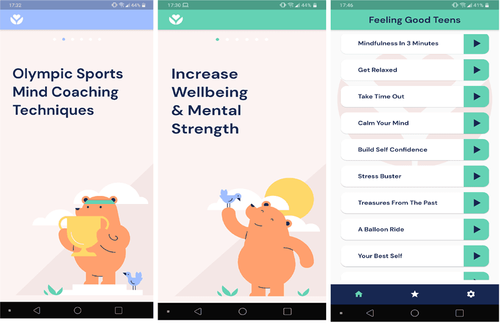 17:32
44%
Olympic Sports
Mind Coaching
Techniques
17:30
44%
Increase
Wellbeing
& Mental
Strength
17:46
41%
Feeling Good Teens
Mindfulness In 3 Minutes
Get Relaxed
Take Time Out
Calm Your Mind
Build Self Confidence
Stress Buster
Treasures From The Past
A Balloon Ride
Your Best Self